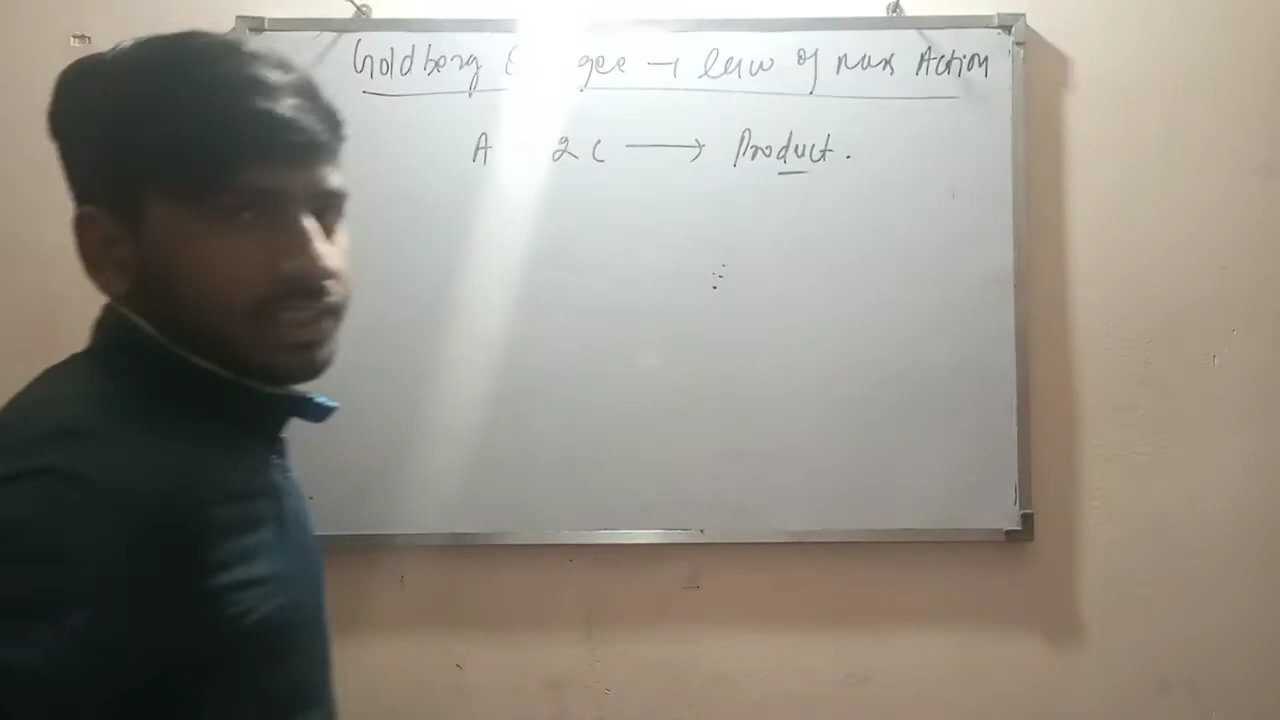 Goldberg gee → law of mass Action
A 2C ⟶ Product.